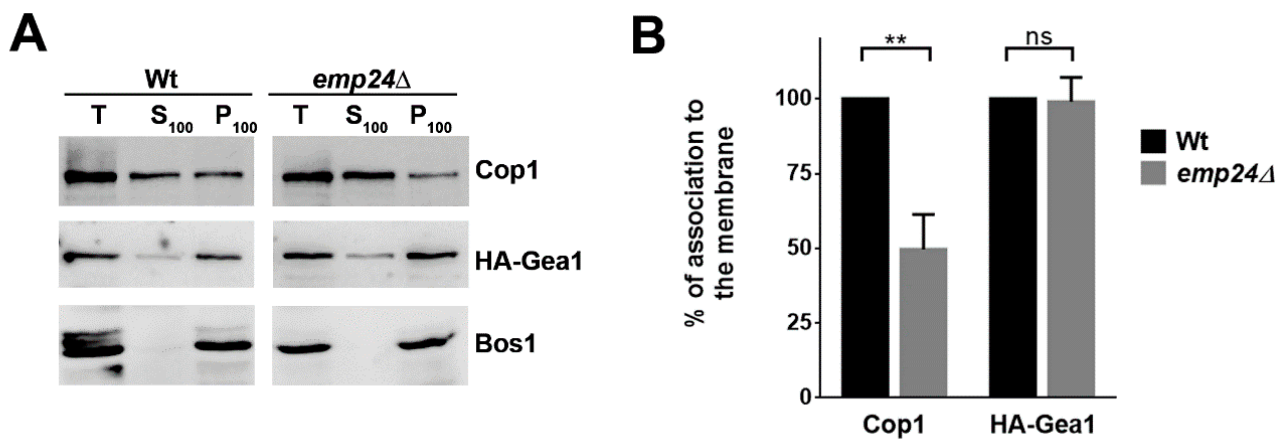 A
Wt
emp24Δ
T S100 P100 T S100 P100
Cop1
HA-Gea1
Bos1
B
% of association to
the membrane
100
75
50
25
0
**
ns
Cop1
HA-Gea1
Wt
emp24Δ